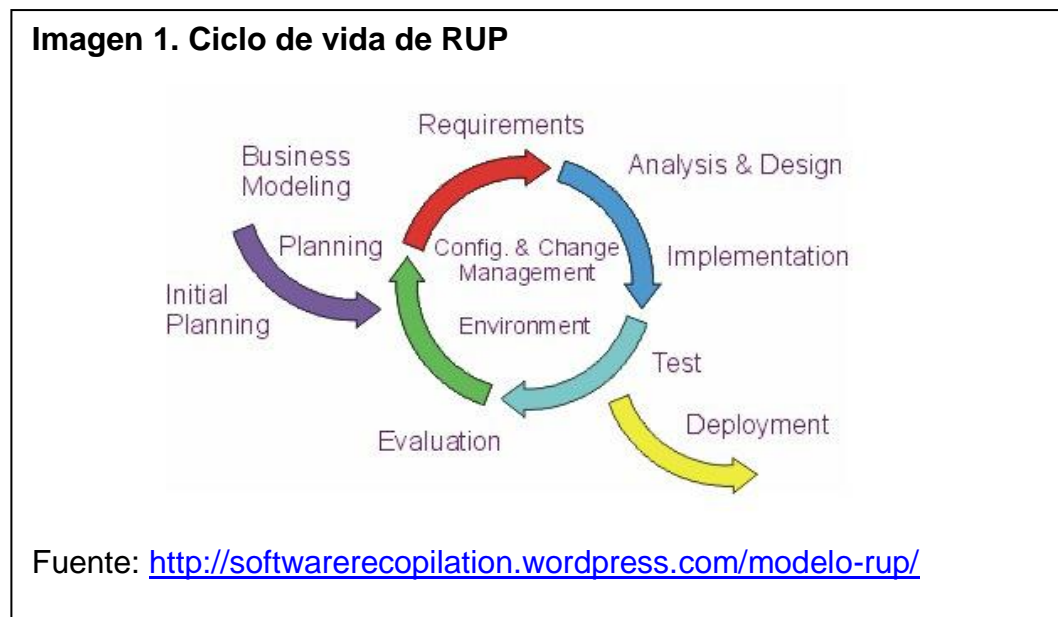 Imagen 1. Ciclo de vida de RUP
Requirements
Business
Modeling
Analysis & Design
Planning
Config. & Change
Management
Implementation
Initial
Planning
Environment
Test
Deployment
Evaluation
Fuente: http://softwarerecopilation.wordpress.com/modelo-rup/